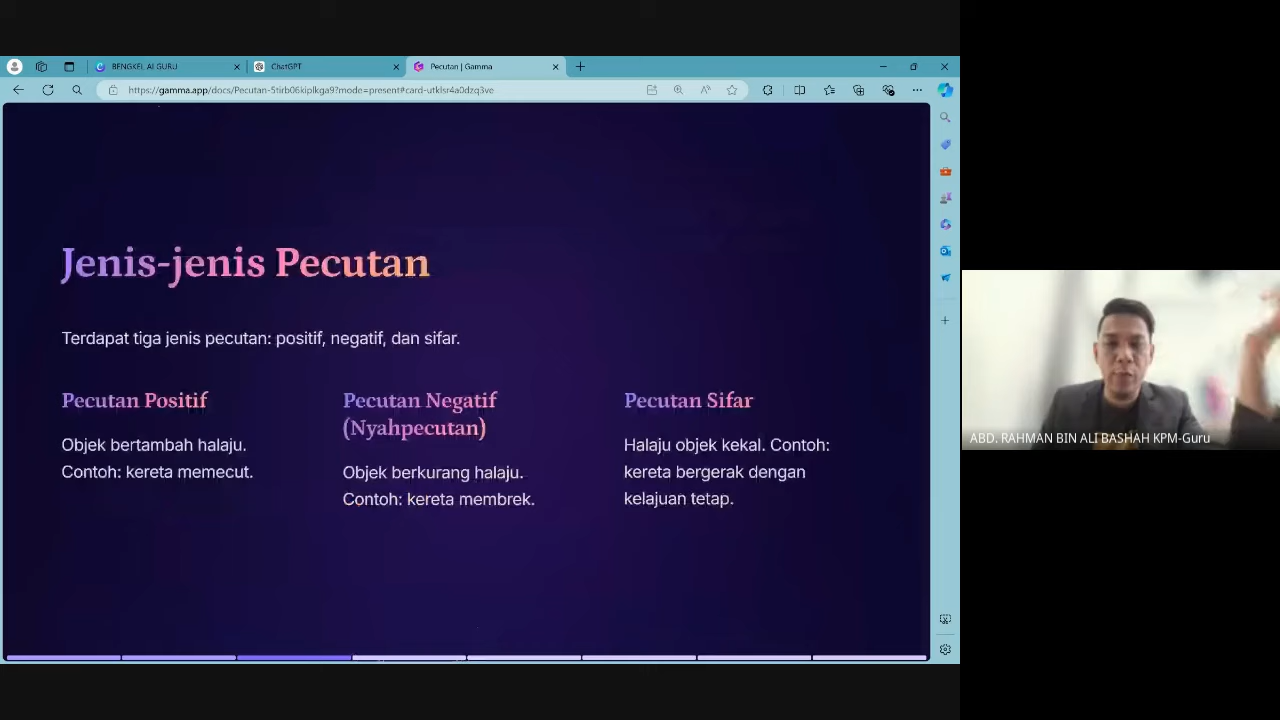 BENGKEL AI GURU
ChatGPT
Pecutan | Gamma
https://gamma.app/docs/Pecutan-5tirb06kiplkga9?mode=present#card-utklsr4a0dzq3ve
Jenis-jenis Pecutan
Terdapat tiga jenis pecutan: positif, negatif, dan sifar.
Pecutan Positif
Objek bertambah halaju.
Contoh: kereta memecut.
Pecutan Negatif
(Nyahpecutan)
Objek berkurang halaju.
Contoh: kereta membrek.
Pecutan Sifar
Halaju objek kekal. Contoh:
kereta bergerak dengan
kelajuan tetap.
ABD. RAHMAN BIN ALI BASHAH KPM-Guru